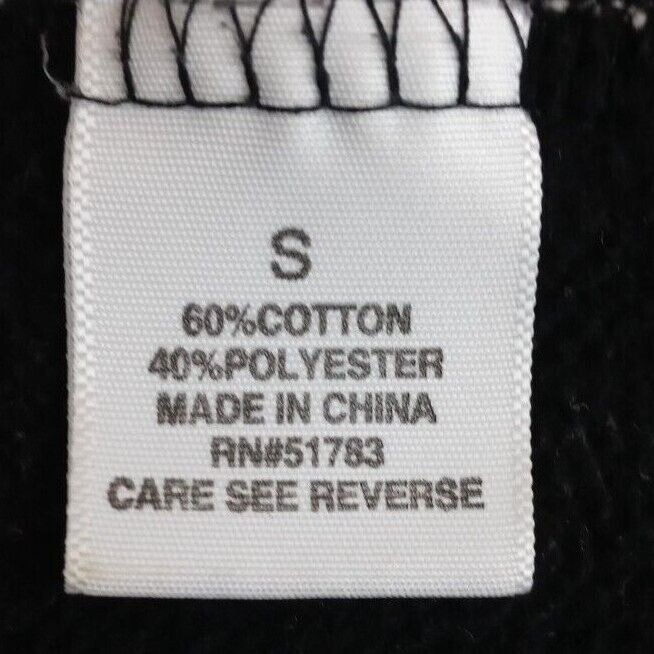 S
60%COTTON
40%POLYESTER
MADE IN CHINA
RN#51783
CARE SEE REVERSE